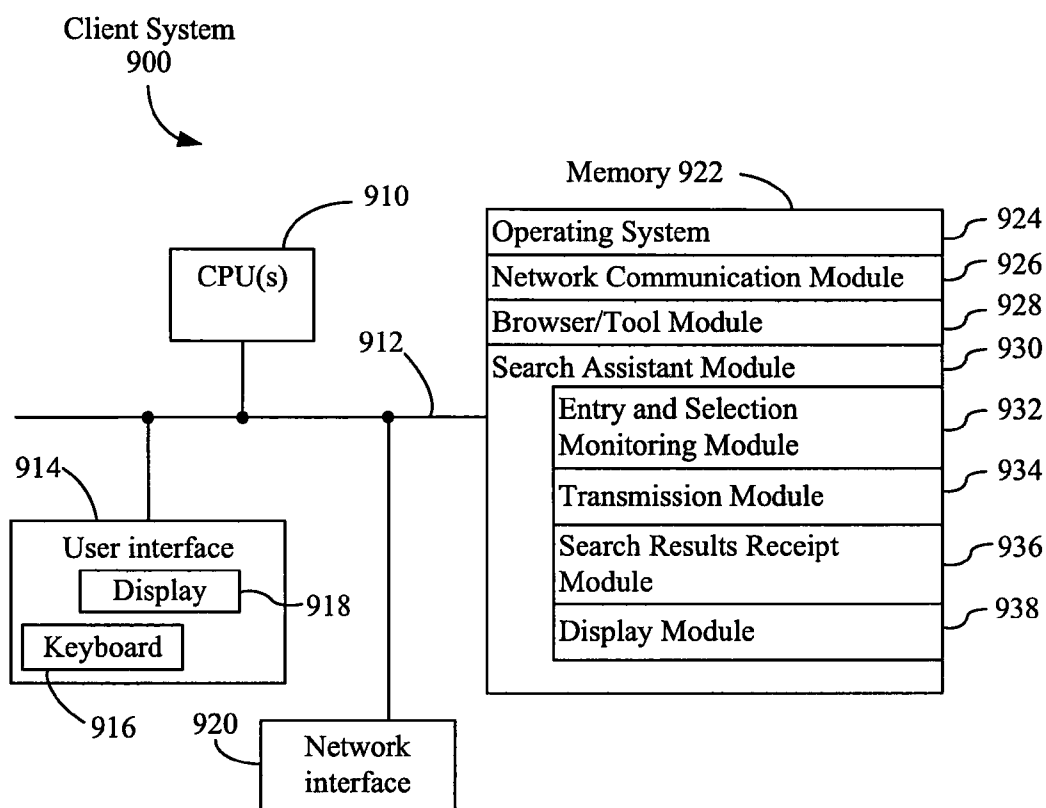 Client System
900
Memory 922
910
CPU(s)
912
Operating System
924
Network Communication Module
926
Browser/Tool Module
928
Search Assistant Module
930
Entry and Selection
Monitoring Module
932
Transmission Module
934
Search Results Receipt
Module
936
Display Module
938
914
User interface
Display
918
Keyboard
916
920
Network
interface